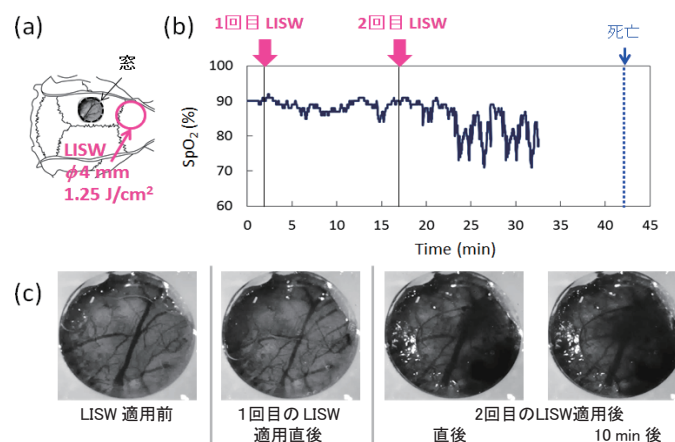 (a)
窓
LISW
φ4 mm
1.25 J/cm²
(b)
1回目 LISW
2回目 LISW
死亡
100
90
80
70
60
SpO₂ (%)
0 5 10 15 20 25 30 35 40 45
Time (min)
(c)
LISW 適用前
1回目の LISW
適用直後
2回目のLISW適用後
直後
10 min 後